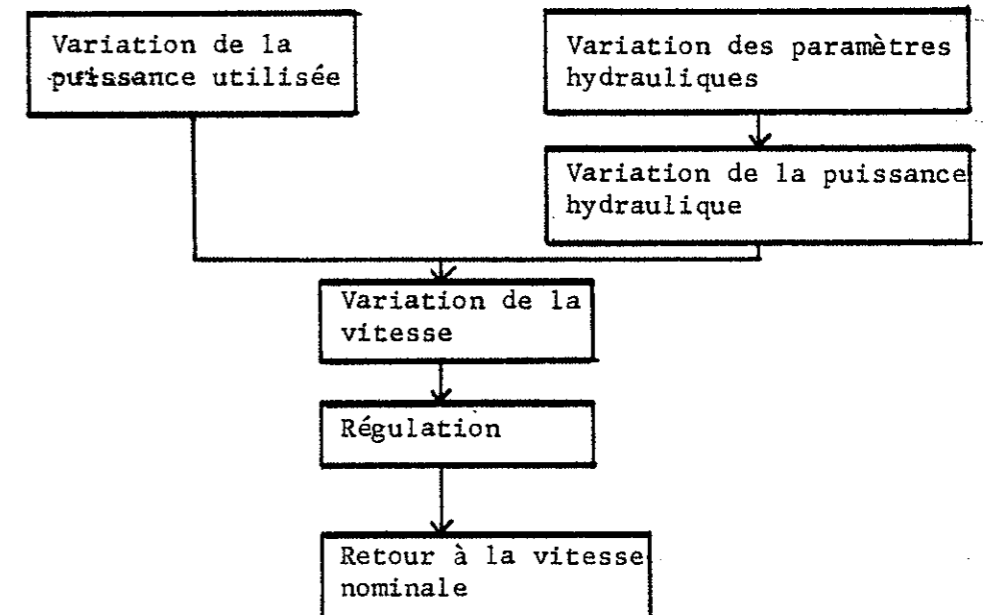 Variation de la
puissance utilisée
Variation des paramètres
hydrauliques
Variation de la puissance
hydraulique
Variation de la
vitesse
Régulation
Retour à la vitesse
nominale